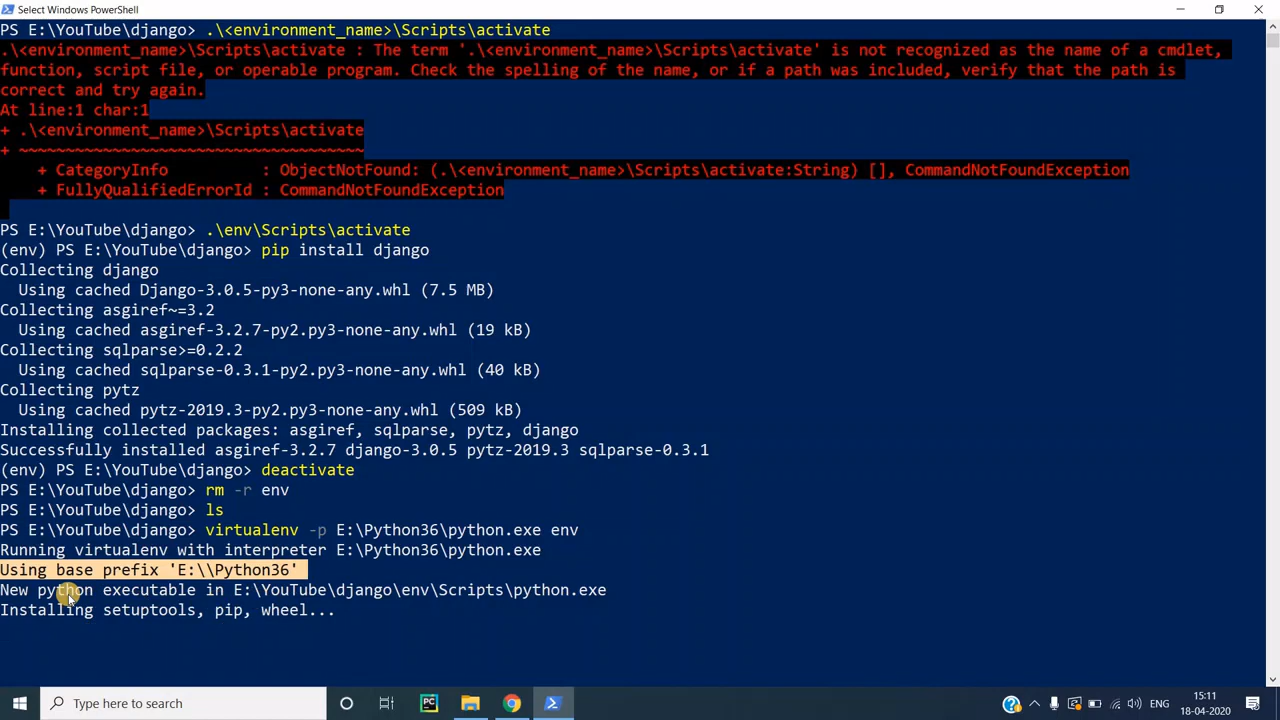 Select Windows PowerShell
PS E:\YouTube\django> .\<environment_name>\Scripts\activate
.\<environment_name>\Scripts\activate : The term '.\<environment_name>\Scripts\activate' is not recognized as the name of a cmdlet,
function, script file, or operable program. Check the spelling of the name, or if a path was included, verify that the path is
correct and try again.
At line:1 char:1
+ .\<environment_name>\Scripts\activate
+ ~~~~~~~~~~~~~~~~~~~~~~~~~~~~~~~~~~~~~
+ CategoryInfo : ObjectNotFound: (.\<environment_name>\Scripts\activate:String) [], CommandNotFoundException
+ FullyQualifiedErrorId : CommandNotFoundException
PS E:\YouTube\django> .\env\Scripts\activate
(env) PS E:\YouTube\django> pip install django
Collecting django
Using cached Django-3.0.5-py3-none-any.whl (7.5 MB)
Collecting asgiref~=3.2
Using cached asgiref-3.2.7-py2.py3-none-any.whl (19 kB)
Collecting sqlparse>=0.2.2
Using cached sqlparse-0.3.1-py2.py3-none-any.whl (40 kB)
Collecting pytz
Using cached pytz-2019.3-py2.py3-none-any.whl (509 kB)
Installing collected packages: asgiref, sqlparse, pytz, django
Successfully installed asgiref-3.2.7 django-3.0.5 pytz-2019.3 sqlparse-0.3.1
(env) PS E:\YouTube\django> deactivate
PS E:\YouTube\django> rm -r env
PS E:\YouTube\django> ls
PS E:\YouTube\django> virtualenv -p E:\Python36\python.exe env
Running virtualenv with interpreter E:\Python36\python.exe
Using base prefix 'E:\\Python36'
New python executable in E:\YouTube\django\env\Scripts\python.exe
Installing setuptools, pip, wheel...
Type here to search
PC
ENG
15:11
18-04-2020